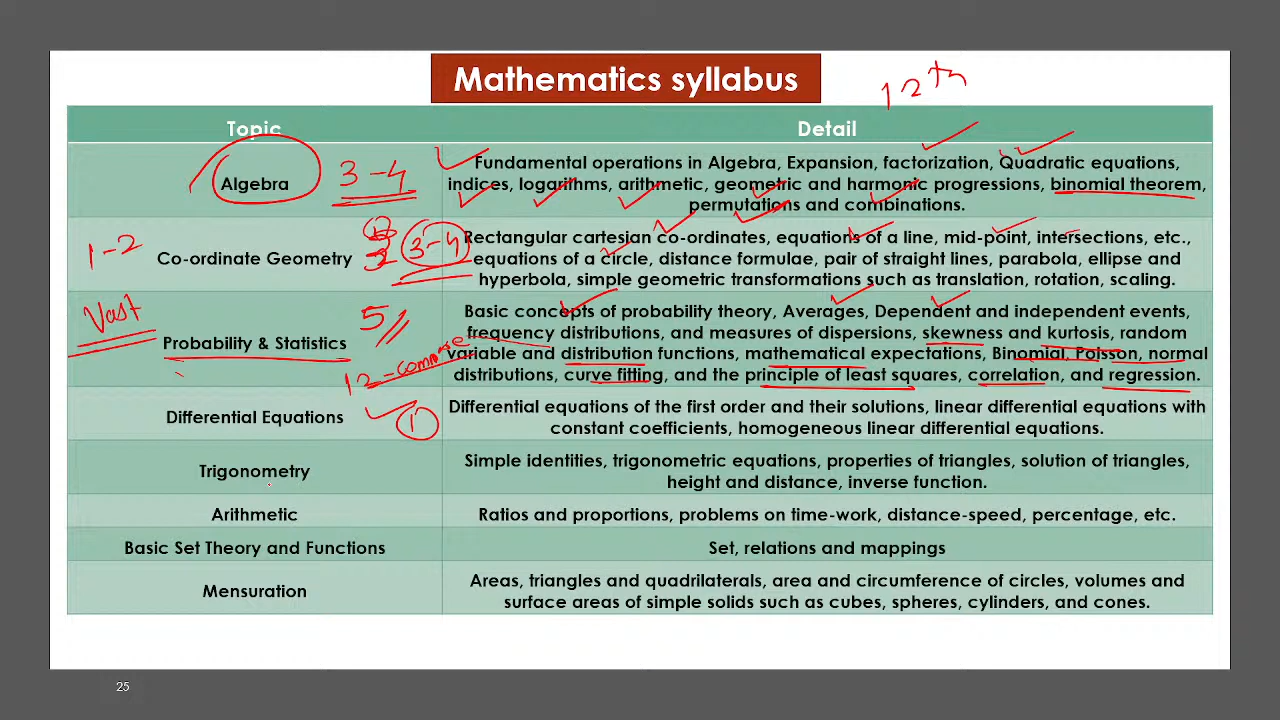 Mathematics syllabus
12th
Topic
Detail
Algebra
3-4
Fundamental operations in Algebra, Expansion, factorization, Quadratic equations,
indices, logarithms, arithmetic, geometric and harmonic progressions, binomial theorem,
permutations and combinations.
1-2
Co-ordinate Geometry
3-4
Rectangular cartesian co-ordinates, equations of a line, mid-point, intersections, etc.,
equations of a circle, distance formulae, pair of straight lines, parabola, ellipse and
hyperbola, simple geometric transformations such as translation, rotation, scaling.
Vast
Probability & Statistics
5
12-commerce
Basic concepts of probability theory, Averages, Dependent and independent events,
frequency distributions, and measures of dispersions, skewness and kurtosis, random
variable and distribution functions, mathematical expectations, Binomial, Poisson, normal
distributions, curve fitting, and the principle of least squares, correlation, and regression.
Differential Equations
1
Differential equations of the first order and their solutions, linear differential equations with
constant coefficients, homogeneous linear differential equations.
Trigonometry
Simple identities, trigonometric equations, properties of triangles, solution of triangles,
height and distance, inverse function.
Arithmetic
Ratios and proportions, problems on time-work, distance-speed, percentage, etc.
Basic Set Theory and Functions
Set, relations and mappings
Mensuration
Areas, triangles and quadrilaterals, area and circumference of circles, volumes and
surface areas of simple solids such as cubes, spheres, cylinders, and cones.
25